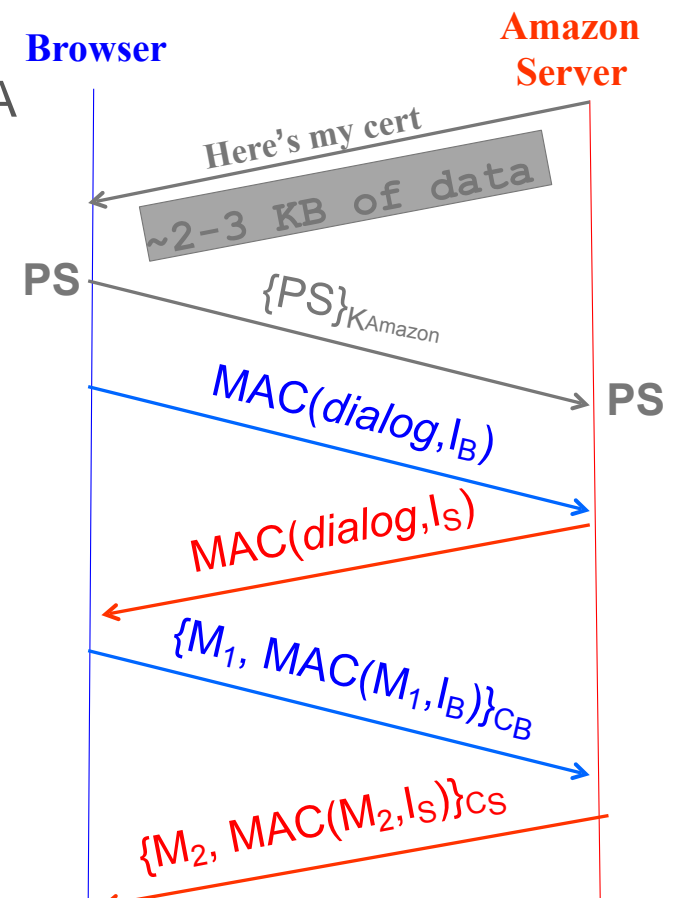 Browser
Amazon
Server
A
Here's my cert
~2-3 KB of data
PS
{PS}KAmazon
PS
MAC(dialog,IB)
MAC(dialog,IS)
{M1, MAC(M1,IB)}CB
{M2, MAC(M2,IS)}CS